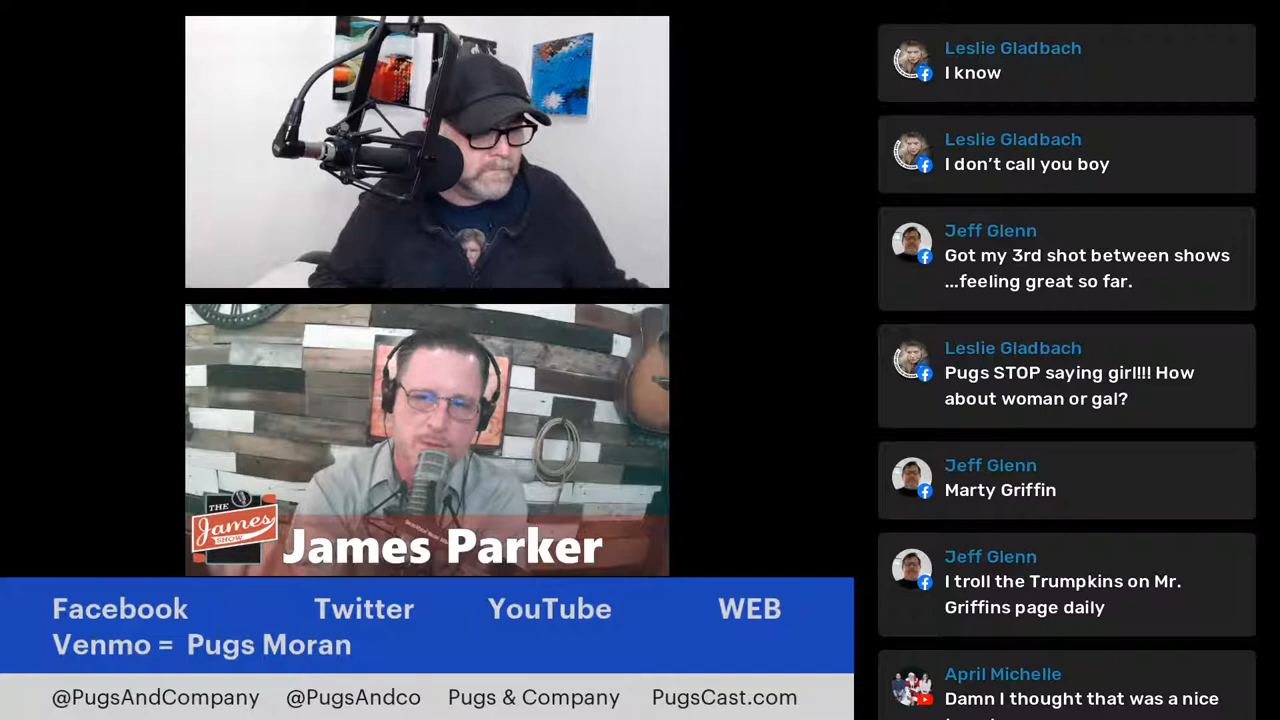 THE
James
SHOW
James Parker
Facebook Twitter YouTube WEB
Venmo = Pugs Moran
@PugsAndCompany @PugsAndco Pugs & Company PugsCast.com
Leslie Gladbach
I know
Leslie Gladbach
I don’t call you boy
Jeff Glenn
Got my 3rd shot between shows
...feeling great so far.
Leslie Gladbach
Pugs STOP saying girl!!! How
about woman or gal?
Jeff Glenn
Marty Griffin
Jeff Glenn
I troll the Trumpkins on Mr.
Griffins page daily
April Michelle
Damn I thought that was a nice